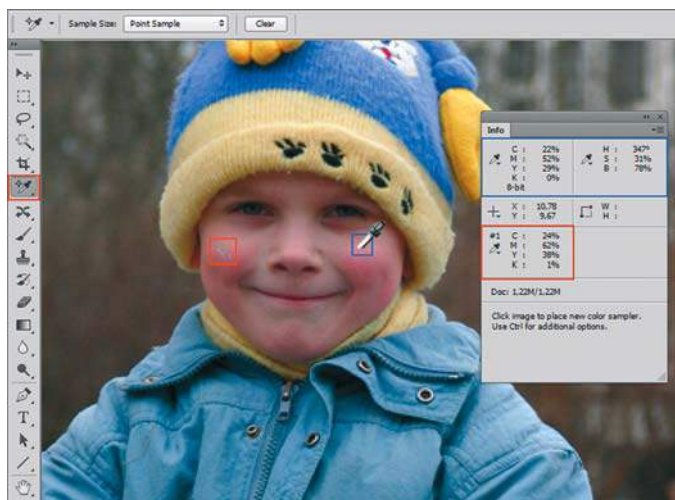 Sample Size: Point Sample Clear
Info
C : 22% H : 347°
M : 52% S : 31%
Y : 29% B : 78%
K : 0%
8-bit
X : 10,78 W :
Y : 9,67 H :
#1 C : 24%
M : 62%
Y : 38%
K : 1%
Doc: 1,22M/1,22M
Click image to place new color sampler.
Use Ctrl for additional options.
T